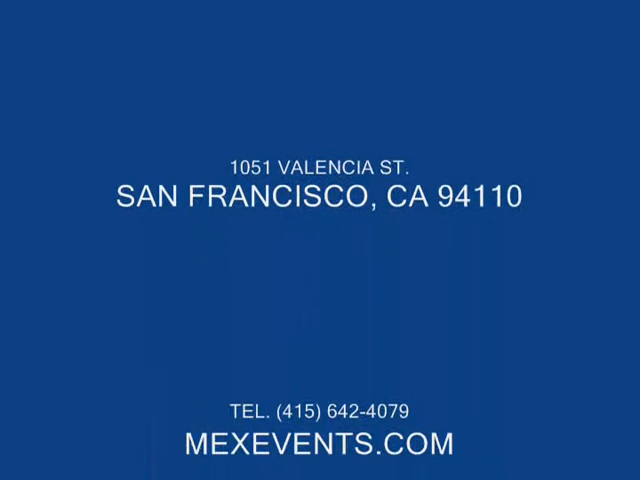 1051 VALENCIA ST.
SAN FRANCISCO, CA 94110
TEL. (415) 642-4079
MEXEVENTS.COM